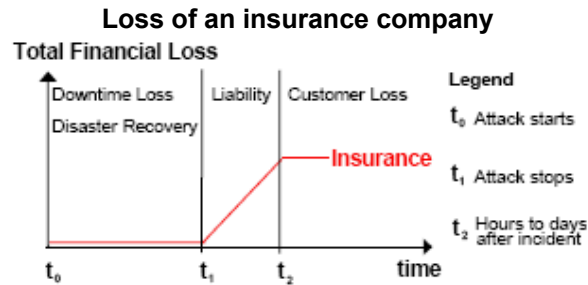 Loss of an insurance company
Total Financial Loss
Downtime Loss
Disaster Recovery
Liability
Customer Loss
Insurance
t₀
t₁
t₂
time
Legend
t₀ Attack starts
t₁ Attack stops
t₂ Hours to days
after incident